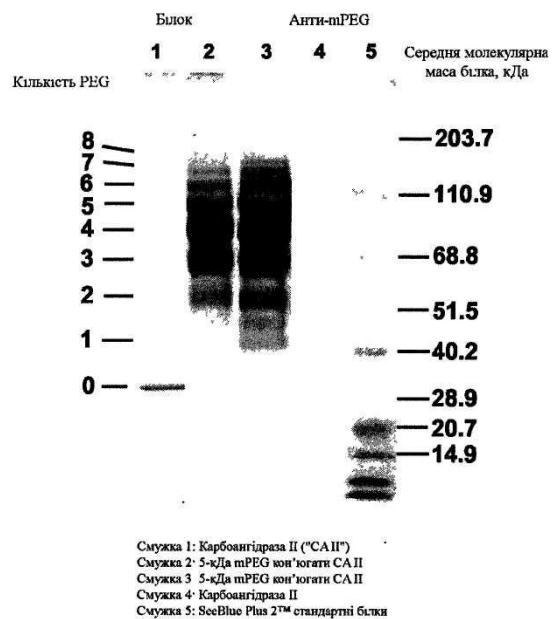 Білок Анти-mPEG
1 2 3 4 5
Середня молекулярна
маса білка, кДа
Кількість PEG
8
7
6
5
4
3
2
1
0
203.7
110.9
68.8
51.5
40.2
28.9
20.7
14.9
Смужка 1: Карбоангідраза II ("CA II")
Смужка 2· 5-кДа mPEG кон'югати CA II
Смужка 3 5-кДа mPEG кон'югати CA II
Смужка 4· Карбоангідраза II
Смужка 5: SeeBlue Plus 2™ стандартні білки